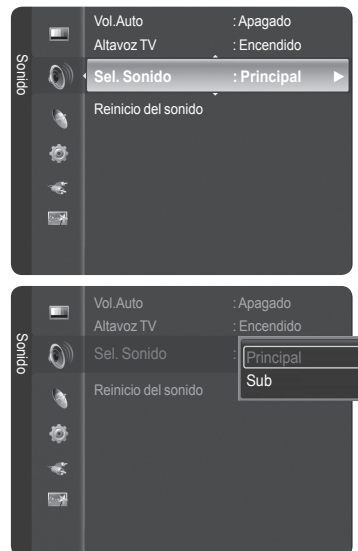 Sonido
Vol.Auto : Apagado
Altavoz TV : Encendido
Sel. Sonido : Principal
Reinicio del sonido
Sonido
Vol.Auto : Apagado
Altavoz TV : Encendido
Sel. Sonido : Principal
Sub
Reinicio del sonido